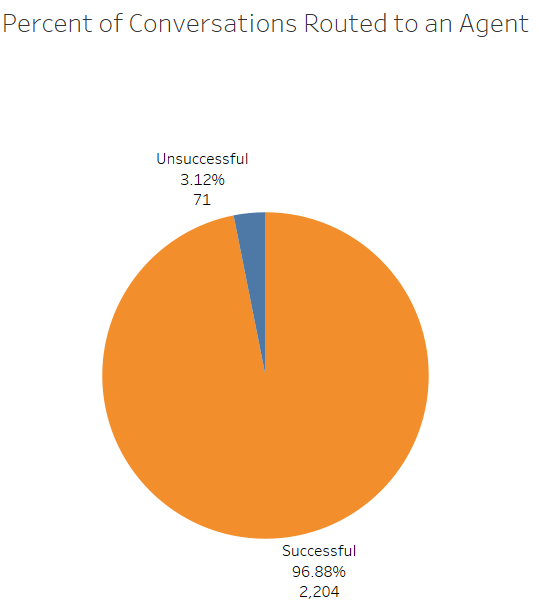 Percent of Conversations Routed to an Agent
Unsuccessful
3.12%
71
Successful
96.88%
2,204